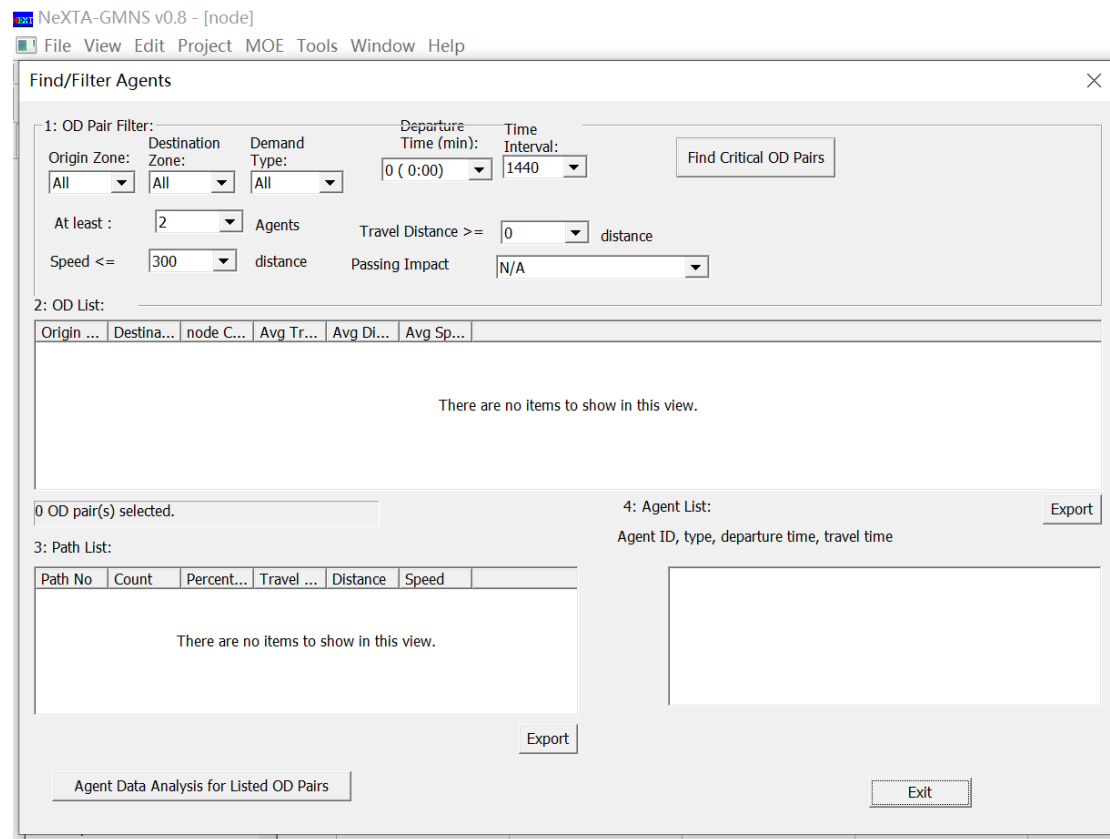 NeXTA-GMNS v0.8 - [node]
File View Edit Project MOE Tools Window Help
Find/Filter Agents
1: OD Pair Filter:
Origin Zone:
Destination
Zone:
Demand
Type:
Departure
Time (min):
Time
Interval:
Find Critical OD Pairs
All
All
All
0 ( 0:00)
1440
At least :
2
Agents
Travel Distance >=
0
distance
Speed <=
300
distance
Passing Impact
N/A
2: OD List:
Origin ... Destina... node C... Avg Tr... Avg Di... Avg Sp...
There are no items to show in this view.
0 OD pair(s) selected.
4: Agent List:
Export
Agent ID, type, departure time, travel time
3: Path List:
Path No Count Percent... Travel ... Distance Speed
There are no items to show in this view.
Export
Agent Data Analysis for Listed OD Pairs
Exit